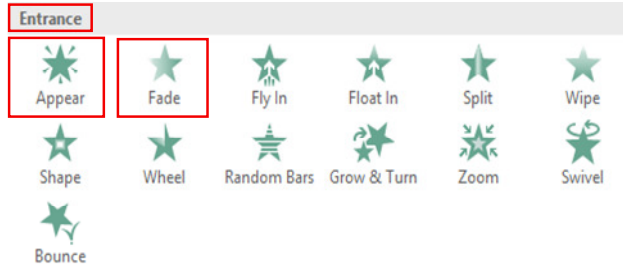 Entrance
Appear Fade Fly In Float In Split Wipe
Shape Wheel Random Bars Grow & Turn Zoom Swivel
Bounce